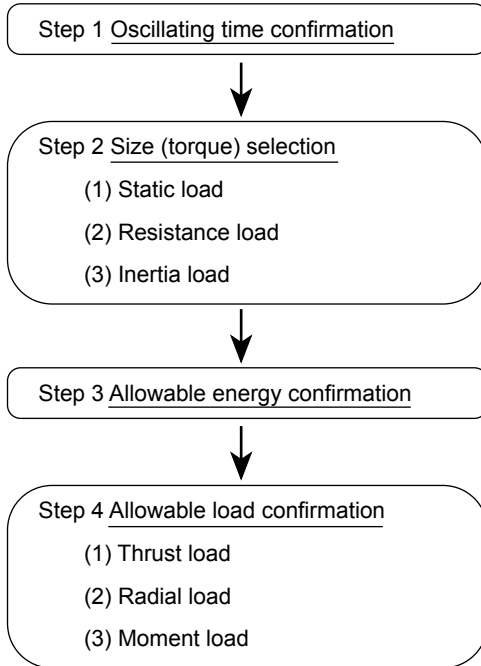 Step 1 Oscillating time confirmation
Step 2 Size (torque) selection
(1) Static load
(2) Resistance load
(3) Inertia load
Step 3 Allowable energy confirmation
Step 4 Allowable load confirmation
(1) Thrust load
(2) Radial load
(3) Moment load